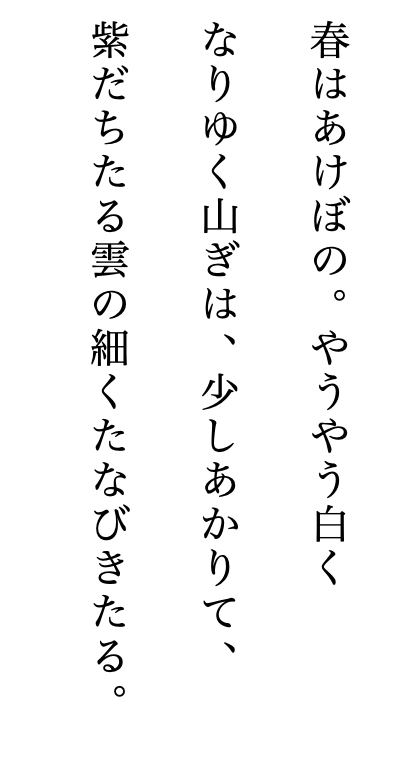 春はあけぼの。やうやう白く
なりゆく山ぎは、少しあかりて、
紫だちたる雲の細くたなびきたる。